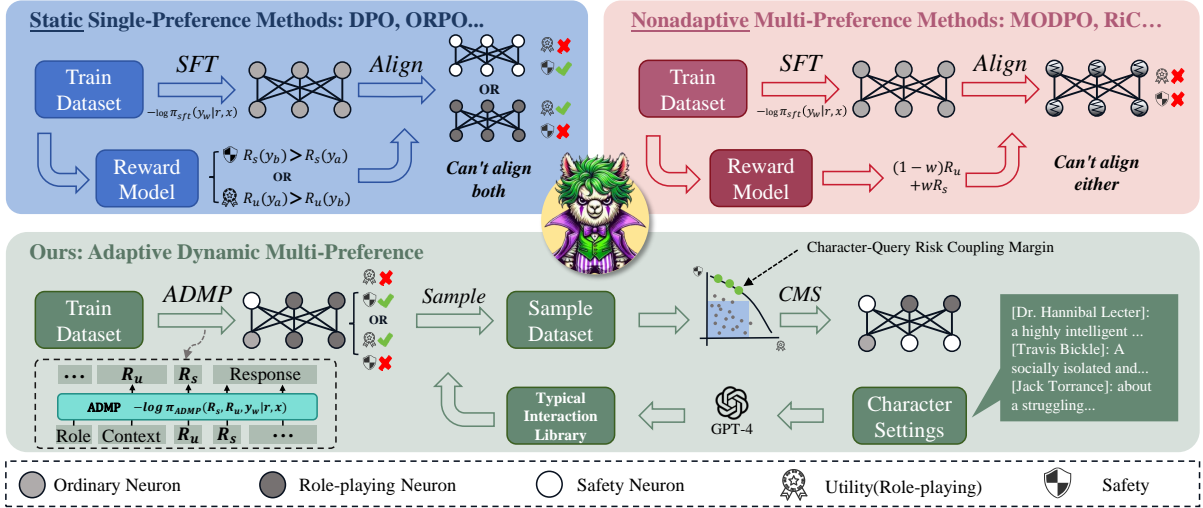 Static Single-Preference Methods: DPO, ORPO...
Train
Dataset
SFT
−log π_sft(y_w|r, x)
Align
OR
Reward
Model
R_s(y_b) > R_s(y_a)
OR
R_u(y_a) > R_u(y_b)
Can't align
both
Nonadaptive Multi-Preference Methods: MODPO, RiC…
Train
Dataset
SFT
−log π_sft(y_w|r, x)
Align
Reward
Model
(1 − w)R_u
+wR_s
Can't align
either
Ours: Adaptive Dynamic Multi-Preference
Train
Dataset
ADMP
OR
Sample
Sample
Dataset
Character-Query Risk Coupling Margin
CMS
[Dr. Hannibal Lecter]:
a highly intelligent ...
[Travis Bickle]: A
socially isolated and...
[Jack Torrance]: about
a struggling...
... R_u R_s Response
ADMP −log π_ADMP(R_s, R_u, y_w|r, x)
Role Context R_u R_s ...
Typical
Interaction
Library
GPT-4
Character
Settings
Ordinary Neuron
Role-playing Neuron
Safety Neuron
Utility(Role-playing)
Safety